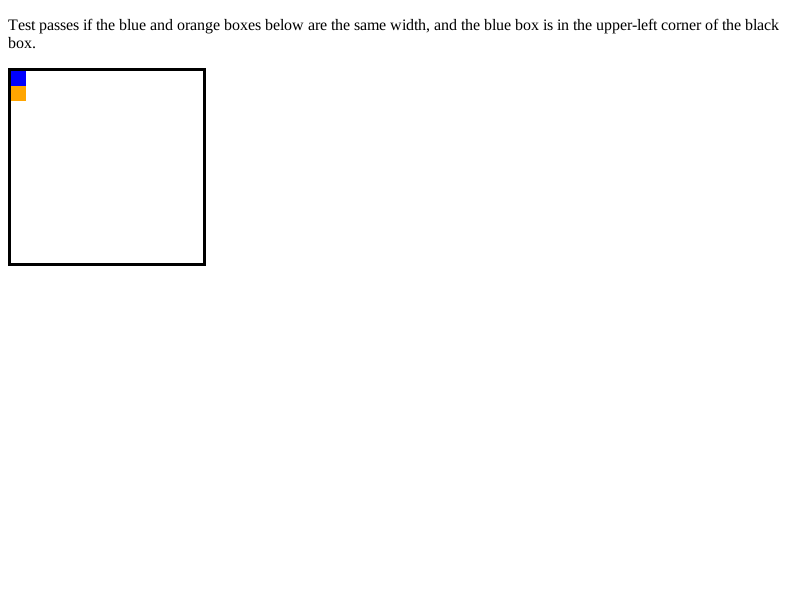 Test passes if the blue and orange boxes below are the same width, and the blue box is in the upper-left corner of the black
box.